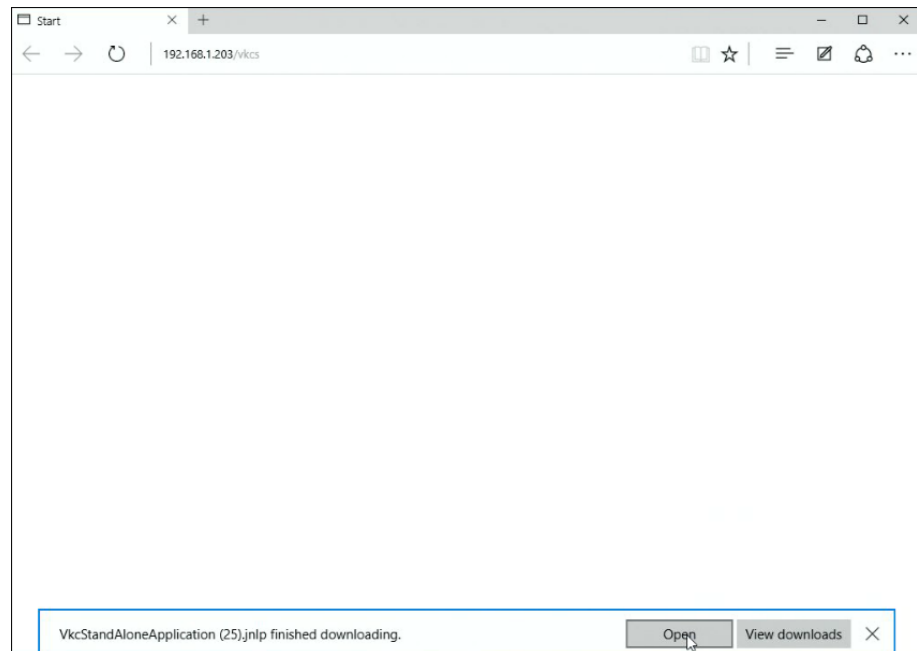 Start
192.168.1.203/vkcs
VkcStandAloneApplication (25).jnlp finished downloading.
Open
View downloads